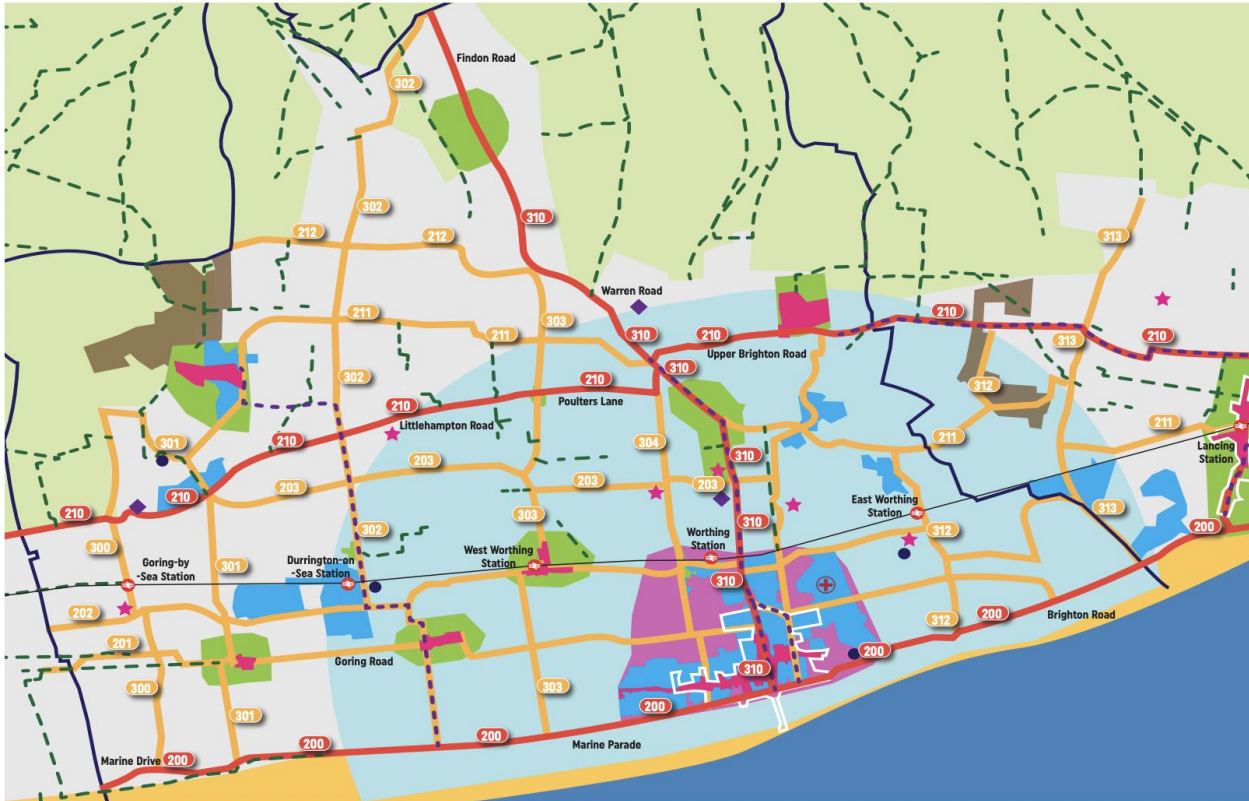 Findon Road
302
302
310
212
212
313
Warren Road
211
303
310
210
210
313
210
211
Upper Brighton Road
302
310
312
210
Poulters Lane
210
Littlehampton Road
211
211
301
210
304
Lancing
Station
203
310
203
203
203
210
210
East Worthing
Station
303
310
302
312
313
200
Worthing
Station
300
West Worthing
Station
Goring-by
-Sea Station
301
Durrington-on
-Sea Station
310
202
200
312
Brighton Road
201
Goring Road
200
310
300
303
301
200
200
200
Marine Parade
Marine Drive
200